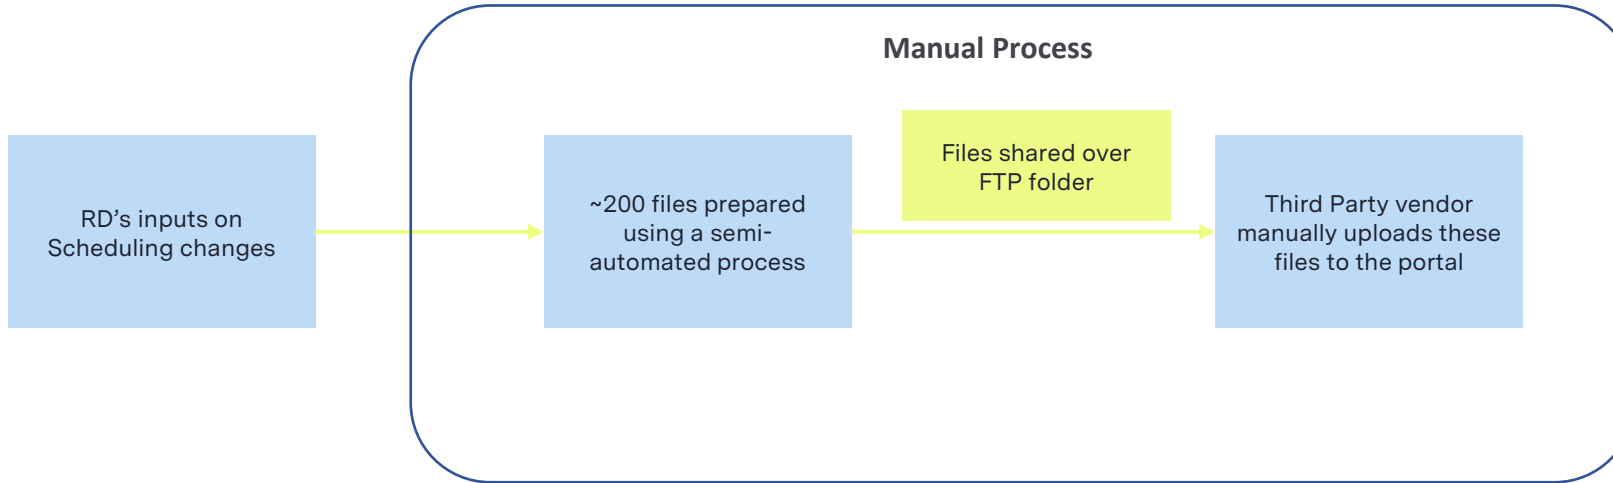 Manual Process
RD’s inputs on
Scheduling changes
~200 files prepared
using a semi-
automated process
Files shared over
FTP folder
Third Party vendor
manually uploads these
files to the portal